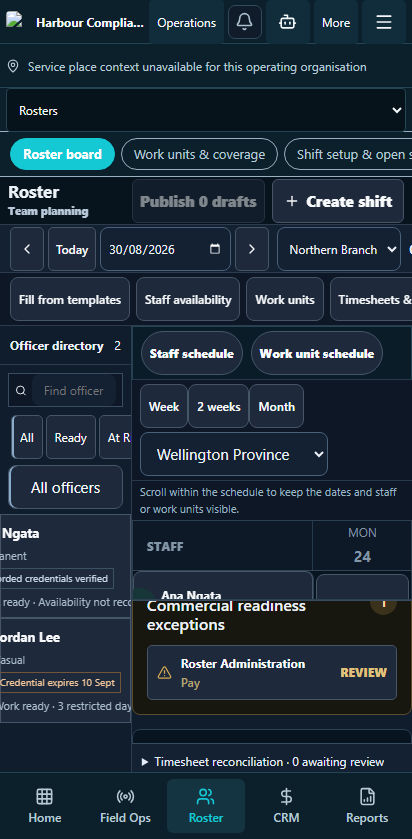 Harbour Complia...
Operations
More
Service place context unavailable for this operating organisation
Rosters
Roster board
Work units & coverage
Shift setup & open s
Roster
Team planning
Publish 0 drafts
+ Create shift
Today
30/08/2026
Northern Branch
Fill from templates
Staff availability
Work units
Timesheets &
Officer directory 2
Find officer
All
Ready
At R
All officers
Ngata
anent
orded credentials verified
ready · Availability not reco
ordan Lee
asual
Credential expires 10 Sept
Work ready · 3 restricted day
Staff schedule
Work unit schedule
Week
2 weeks
Month
Wellington Province
Scroll within the schedule to keep the dates and staff
or work units visible.
STAFF
MON
24
Ana Ngata
Commercial readiness
exceptions
1
Roster Administration
Pay
REVIEW
Timesheet reconciliation · 0 awaiting review
Home
Field Ops
Roster
CRM
Reports